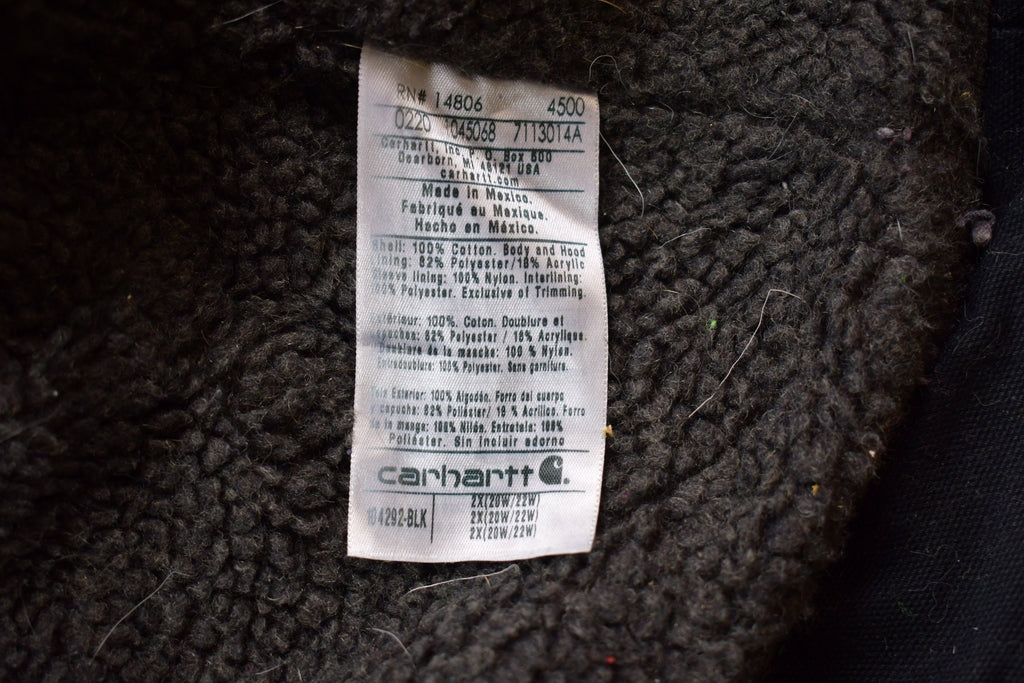 RN# 14806 4500
0220 1045068 7113014A
Carhartt, Inc. P.O. Box 600
Dearborn, MI 48121 USA
carhartt.com
Made in Mexico.
Fabriqué au Mexique.
Hecho en México.
Shell: 100% Cotton. Body and Hood
Lining: 82% Polyester/18% Acrylic
Sleeve lining: 100% Nylon. Interlining:
100% Polyester. Exclusive of Trimming.
Extérieur: 100%. Coton. Doublure et
capuches: 82% Polyester / 18% Acrylique.
Doublure de la manche: 100 % Nylon.
Entredoublure: 100% Polyester. Sans garniture.
Exterior: 100% Algodón. Forro del cuerpo
y capucha: 82% Poliéster/ 18 % Acrílico. Forro
de la manga: 100% Nilón. Entretela: 100%
Poliéster. Sin incluir adorno
carhartt
104292-BLK
2X(20W/22W)
2X(20W/22W)
2X(20W/22W)